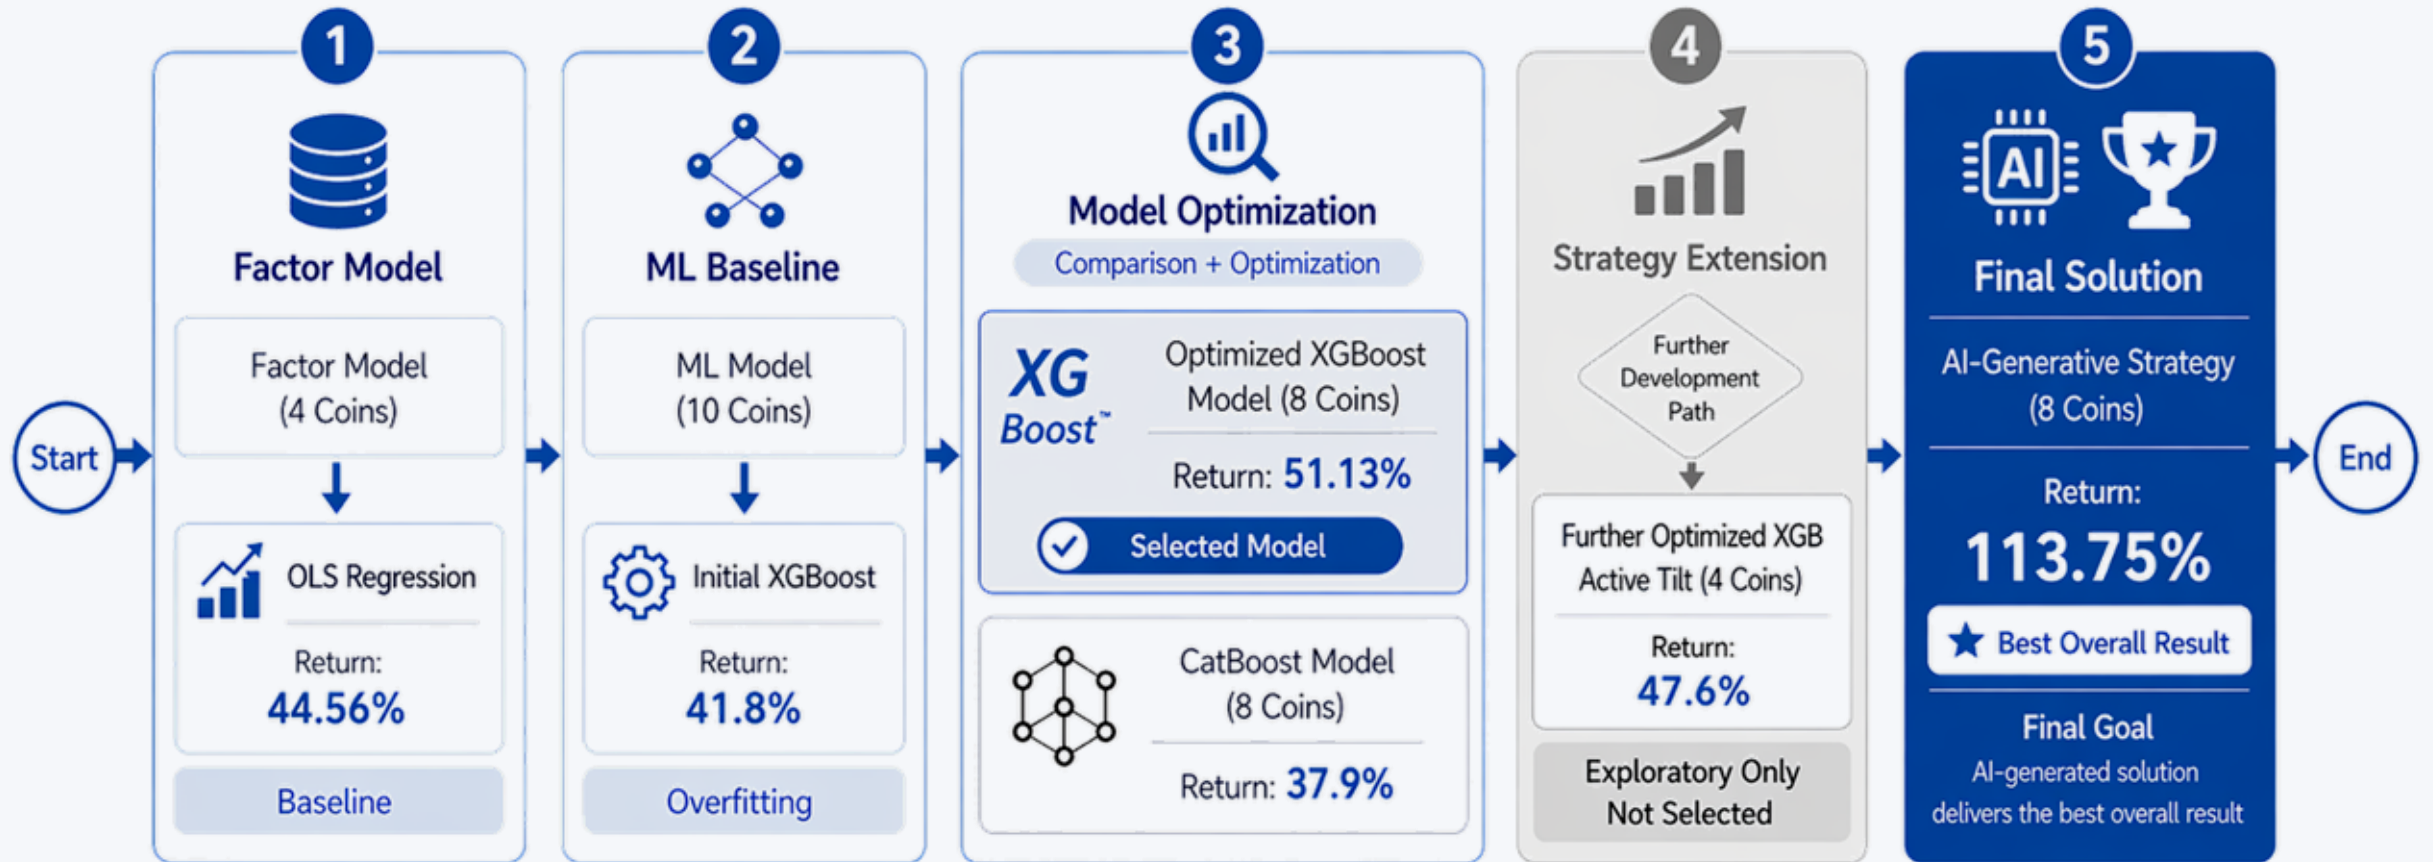 Start
1
Factor Model
Factor Model
(4 Coins)
OLS Regression
Return:
44.56%
Baseline
2
ML Baseline
ML Model
(10 Coins)
Initial XGBoost
Return:
41.8%
Overfitting
3
Model Optimization
Comparison + Optimization
XG
Boost™
Optimized XGBoost
Model (8 Coins)
Return: 51.13%
Selected Model
CatBoost Model
(8 Coins)
Return: 37.9%
4
Strategy Extension
Further
Development
Path
Further Optimized XGB
Active Tilt (4 Coins)
Return:
47.6%
Exploratory Only
Not Selected
5
AI
Final Solution
AI-Generative Strategy
(8 Coins)
Return:
113.75%
Best Overall Result
Final Goal
AI-generated solution
delivers the best overall result
End